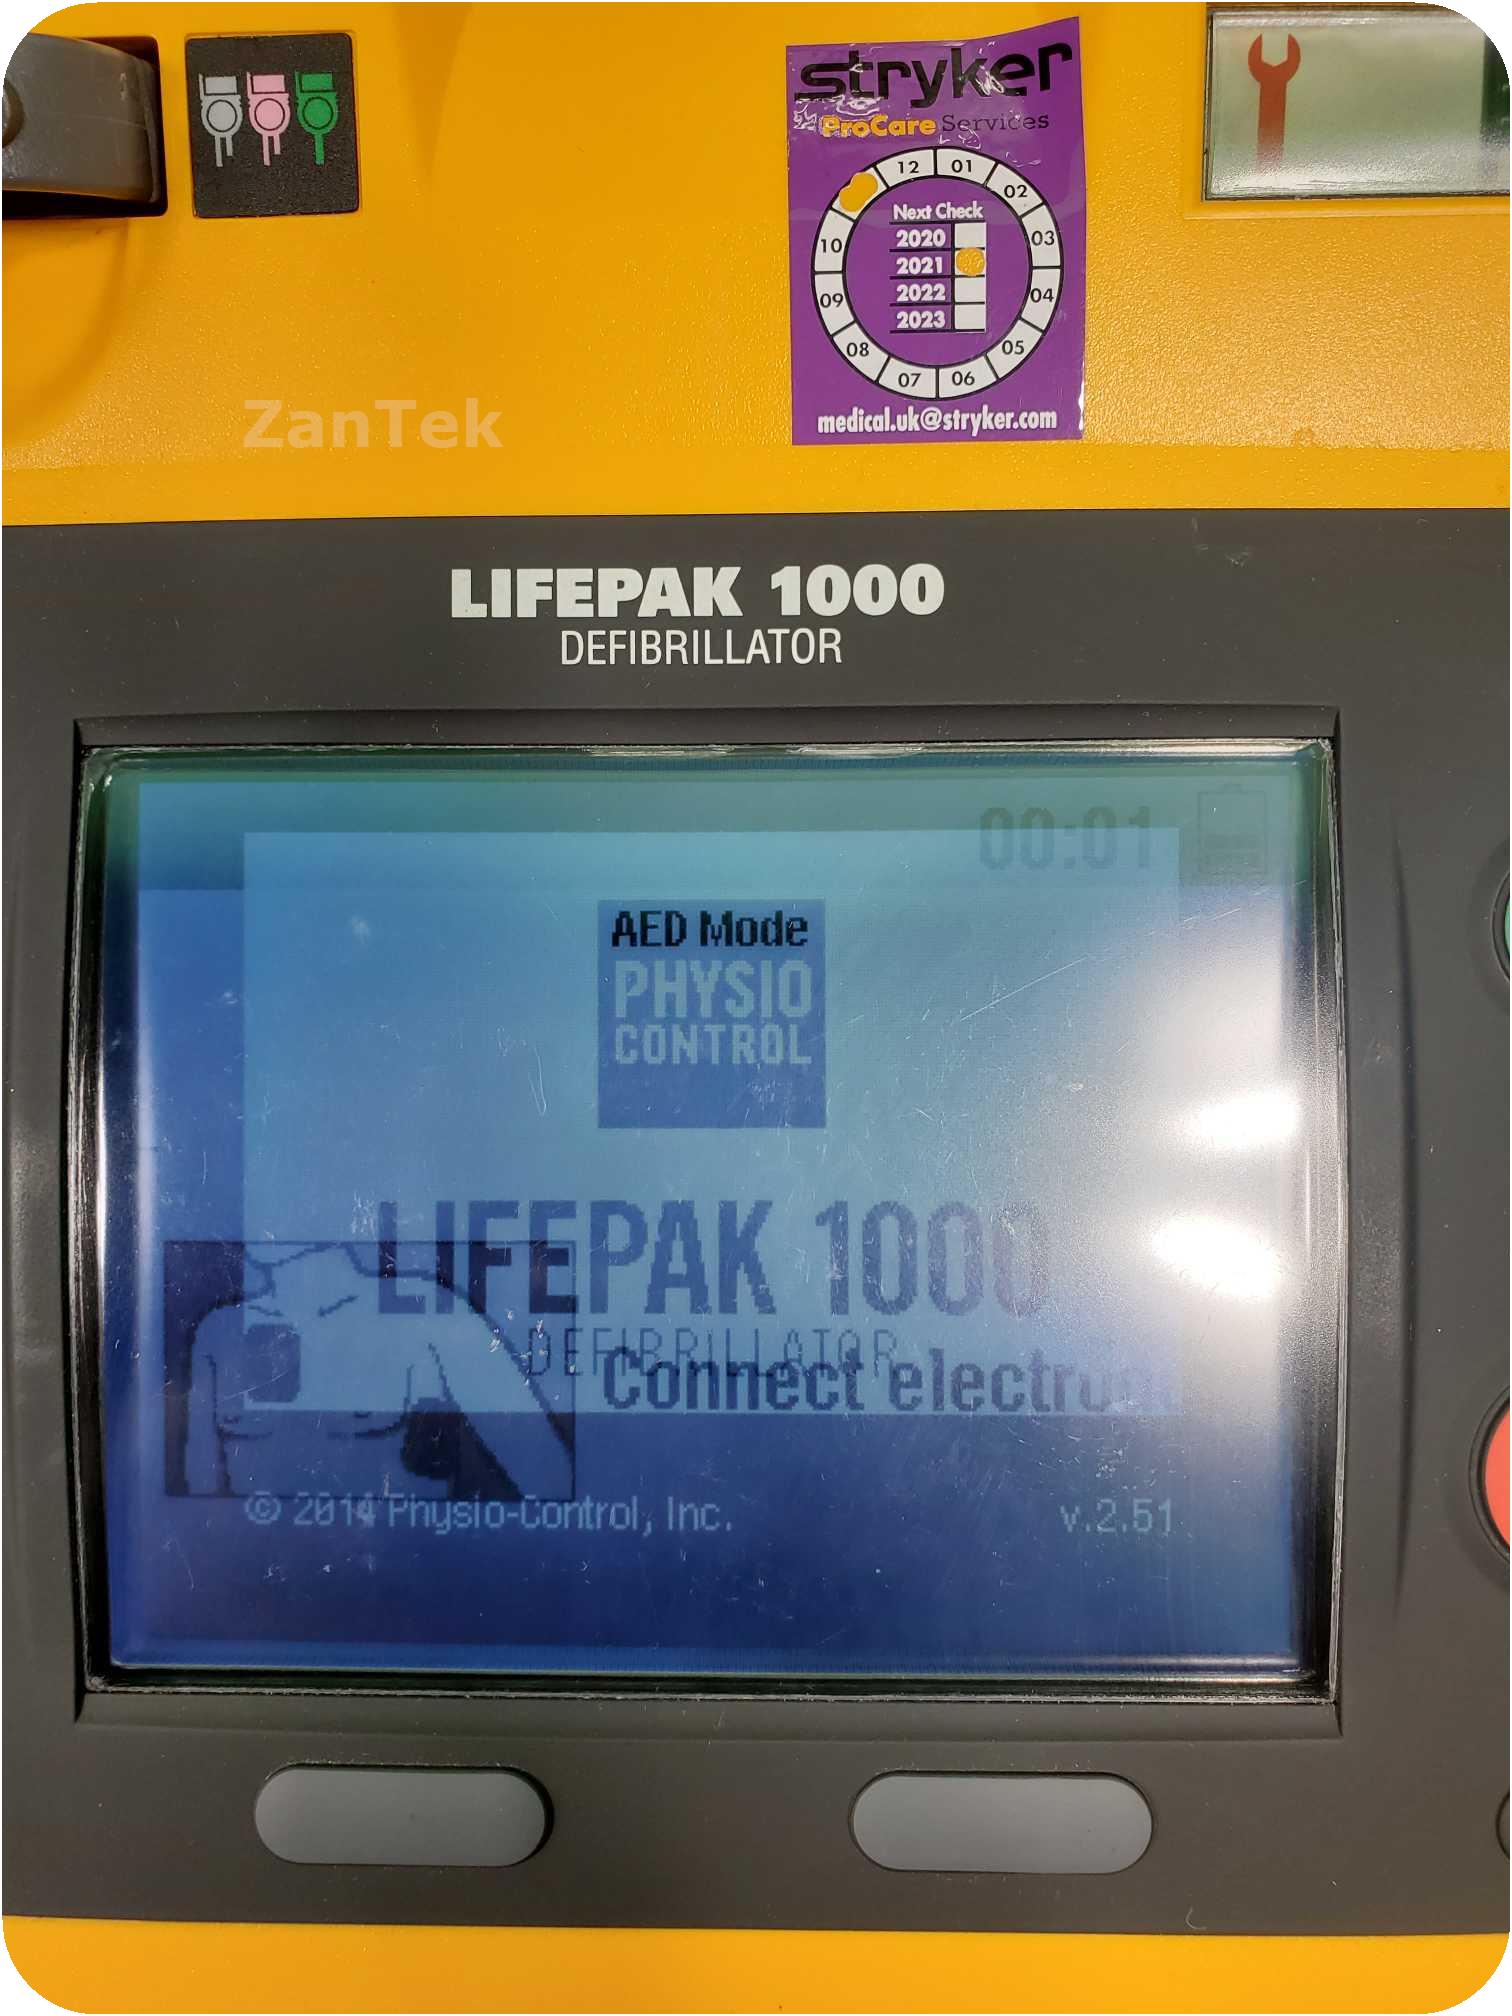 stryker
ProCare Services
12 01 02 03 04 05 06 07 08 09 10
Next Check
2020
2021
2022
2023
medical.uk@stryker.com
ZanTek
LIFEPAK 1000
DEFIBRILLATOR
00:01
AED Mode
PHYSIO
CONTROL
LIFEPAK 1000
DEFIBRILLATOR
Connect
© 2014 Physio-Control, Inc.
v.2.51